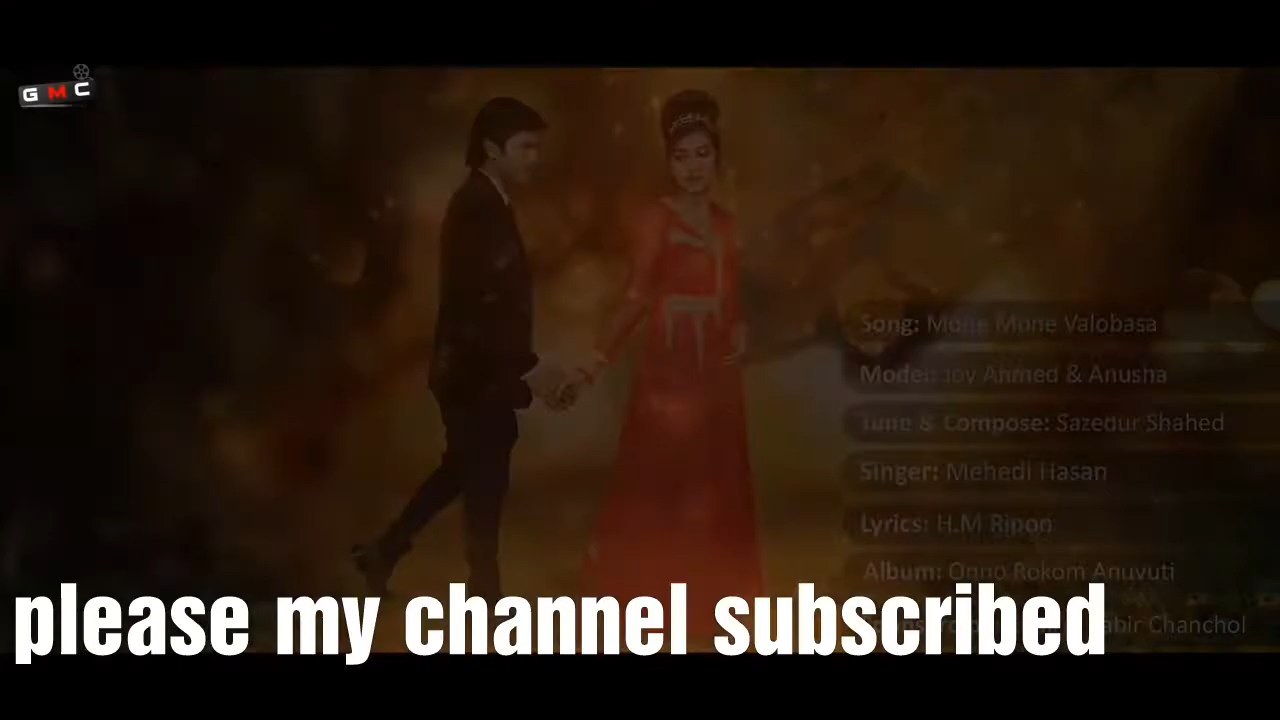 GMC
Song: Mone Mone Valobasa
Model: Joy Ahmed & Anusha
Tune & Compose: Sazedur Shahed
Singer: Mehedi Hasan
Lyrics: H.M Ripon
Album: Onno Rokom Anuvuti
Chanchol
please my channel subscribed